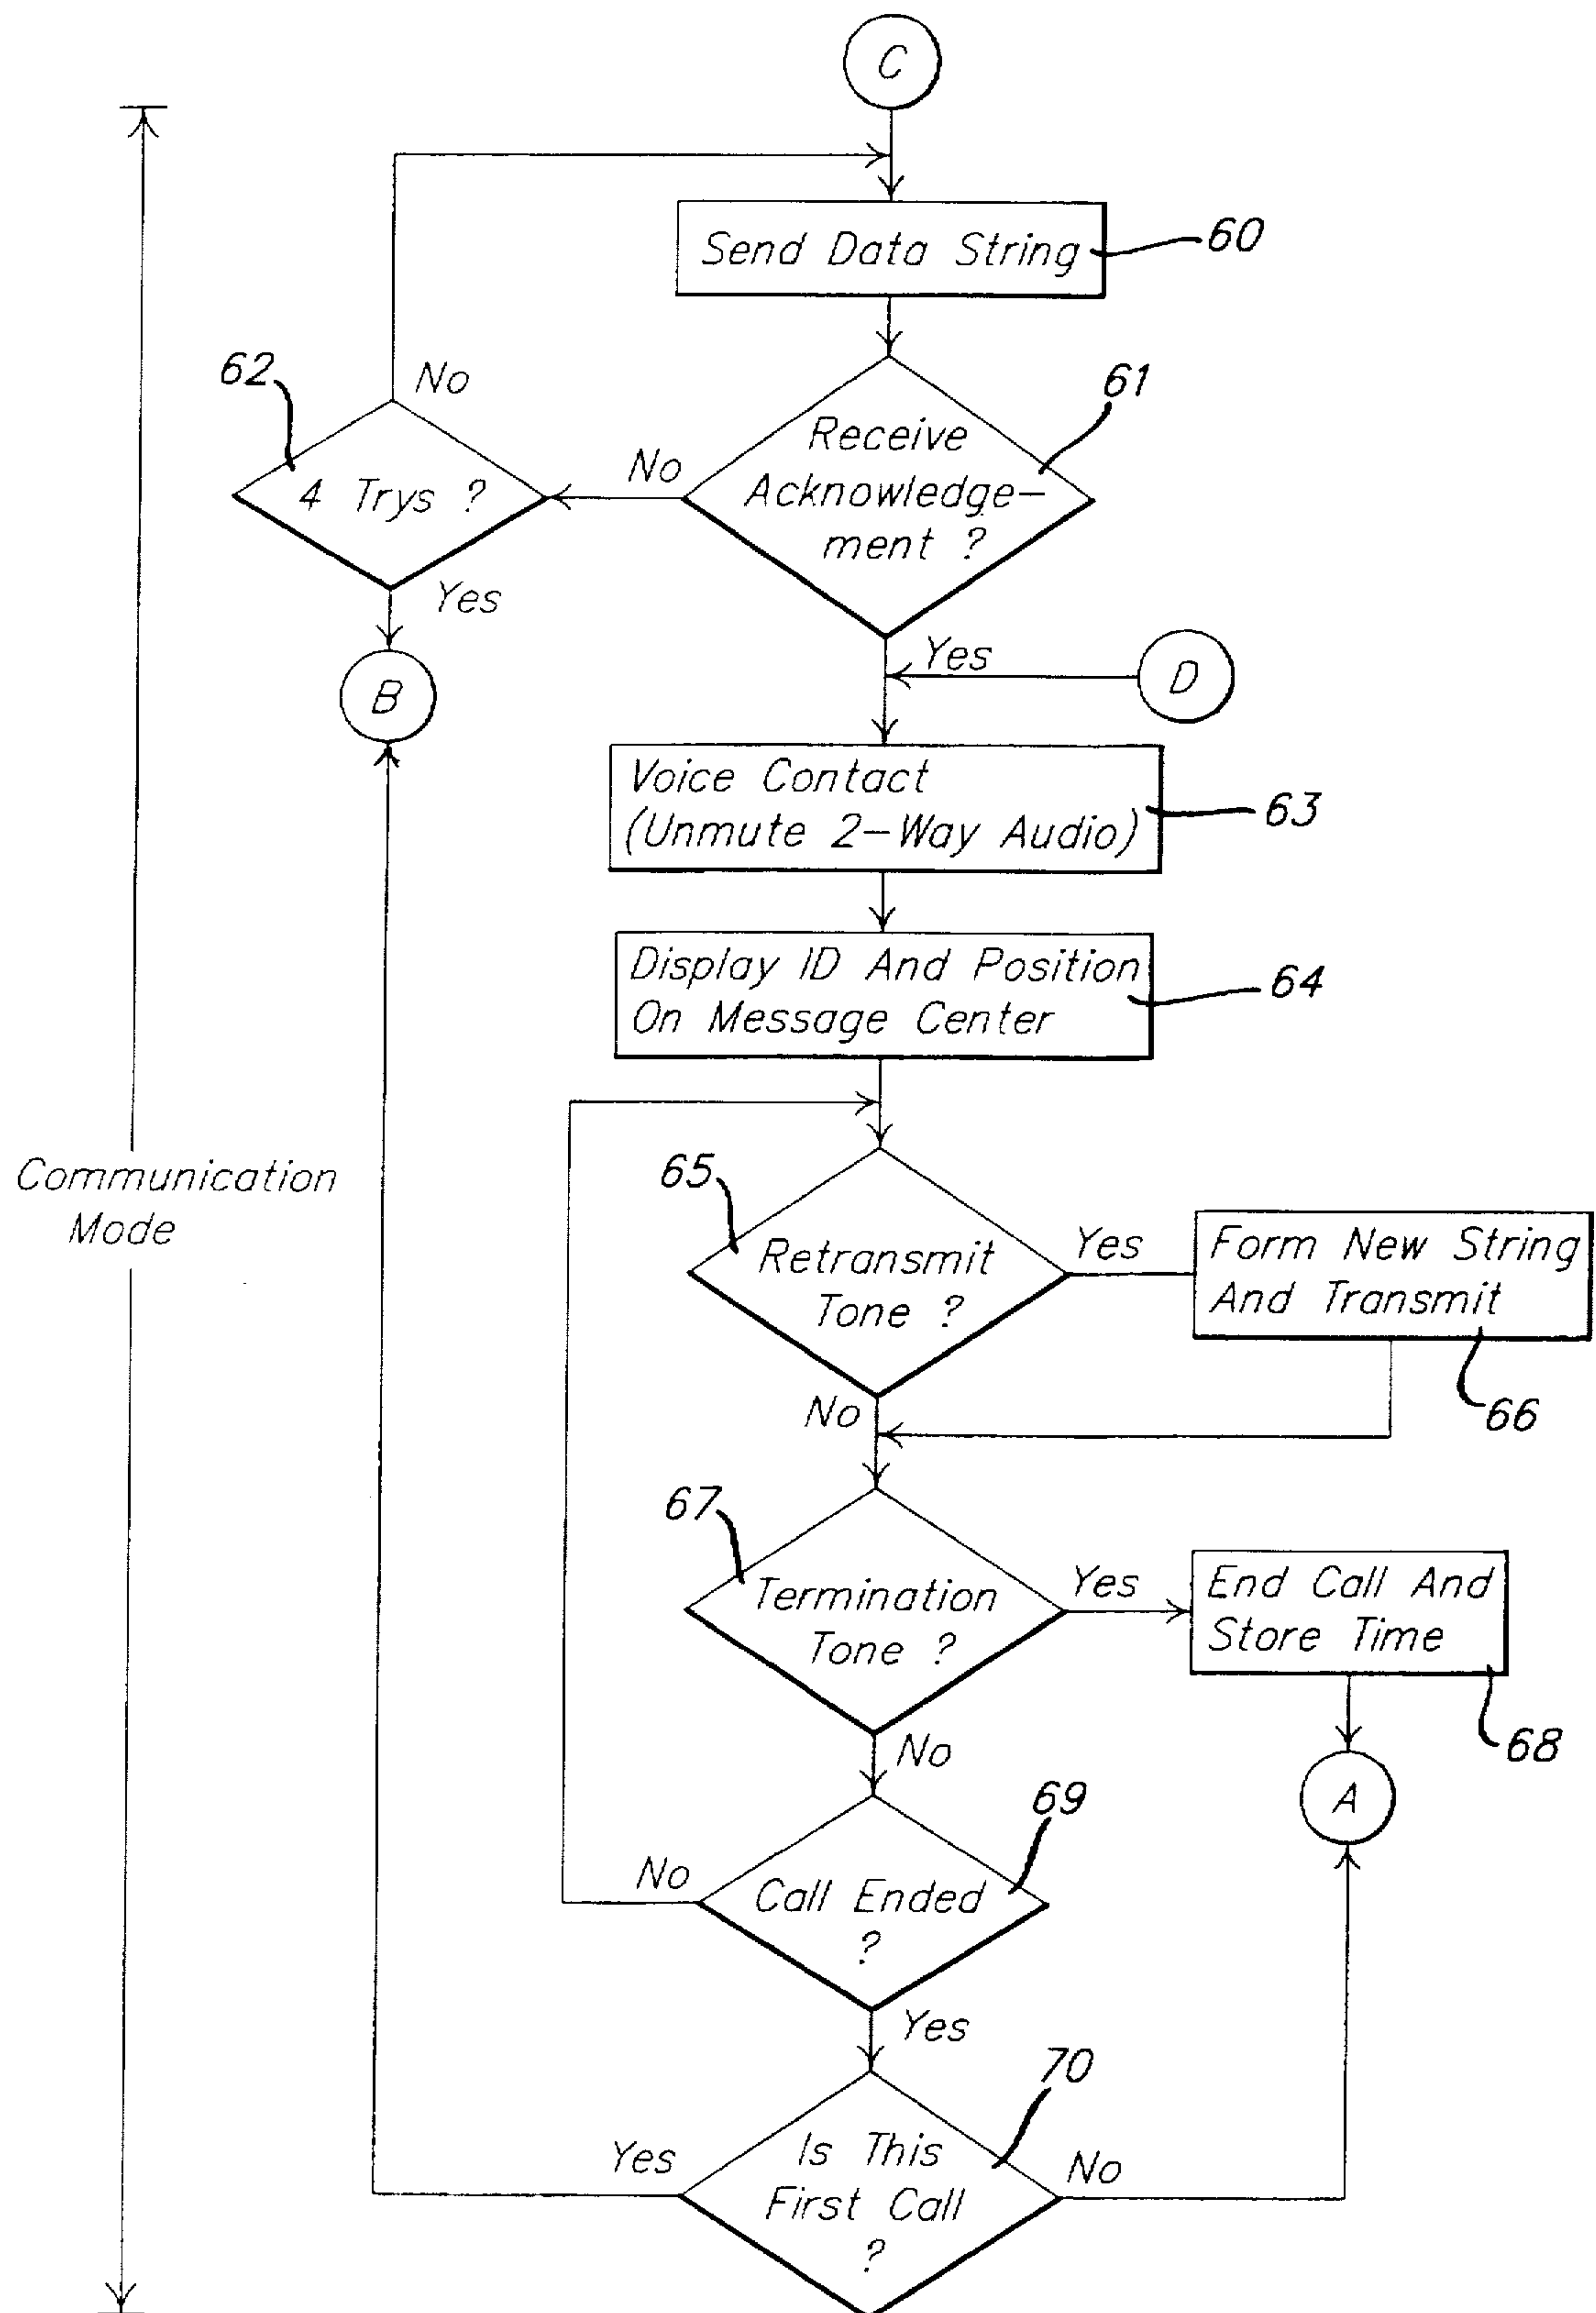 C
Send Data String
60
62
No
61
Receive
Acknowledge-
ment ?
No
4 Trys ?
Yes
Yes
D
B
Voice Contact
(Unmute 2-Way Audio)
63
Display ID And Position
On Message Center
64
Communication
Mode
65
Retransmit
Tone ?
Yes
Form New String
And Transmit
66
No
67
Termination
Tone ?
Yes
End Call And
Store Time
68
No
A
69
No
Call Ended
?
Yes
70
Yes
Is This
First Call
?
No